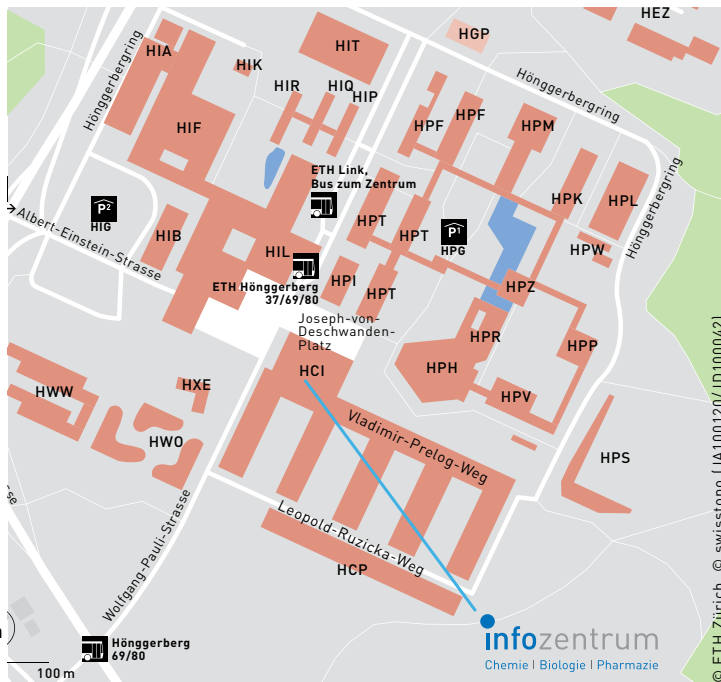 HEZ
HGP
HIT
HIA
HIK
Hönggerbergring
HIR
HIQ
HIP
Hönggerbergring
HPF
HPF
HPM
HIF
ETH Link,
Bus zum Zentrum
HPK
HPL
Hönggerbergring
P2
HIG
Albert-Einstein-Strasse
HIB
HPT
HPT
P1
HPG
HPW
HIL
ETH Hönggerberg
37/69/80
HPI
HPT
HPZ
Joseph-von-
Deschwanden-
Platz
HPR
HPP
HCI
HPH
HPV
HWW
HXE
HWO
Vladimir-Prelog-Weg
HPS
Leopold-Ruzicka-Weg
HCP
Wolfgang-Pauli-Strasse
Hönggerberg
69/80
100 m
infozentrum
Chemie I Biologie I Pharmazie
© ETH Zürich, © swisstopo (JA100120/JD100042)